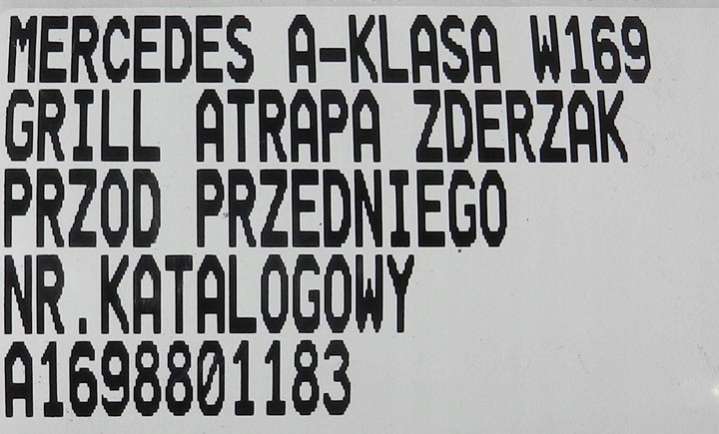 MERCEDES A-KLASA W169
GRILL ATRAPA ZDERZAK
PRZOD PRZEDNIEGO
NR.KATALOGOWY
A1698801183